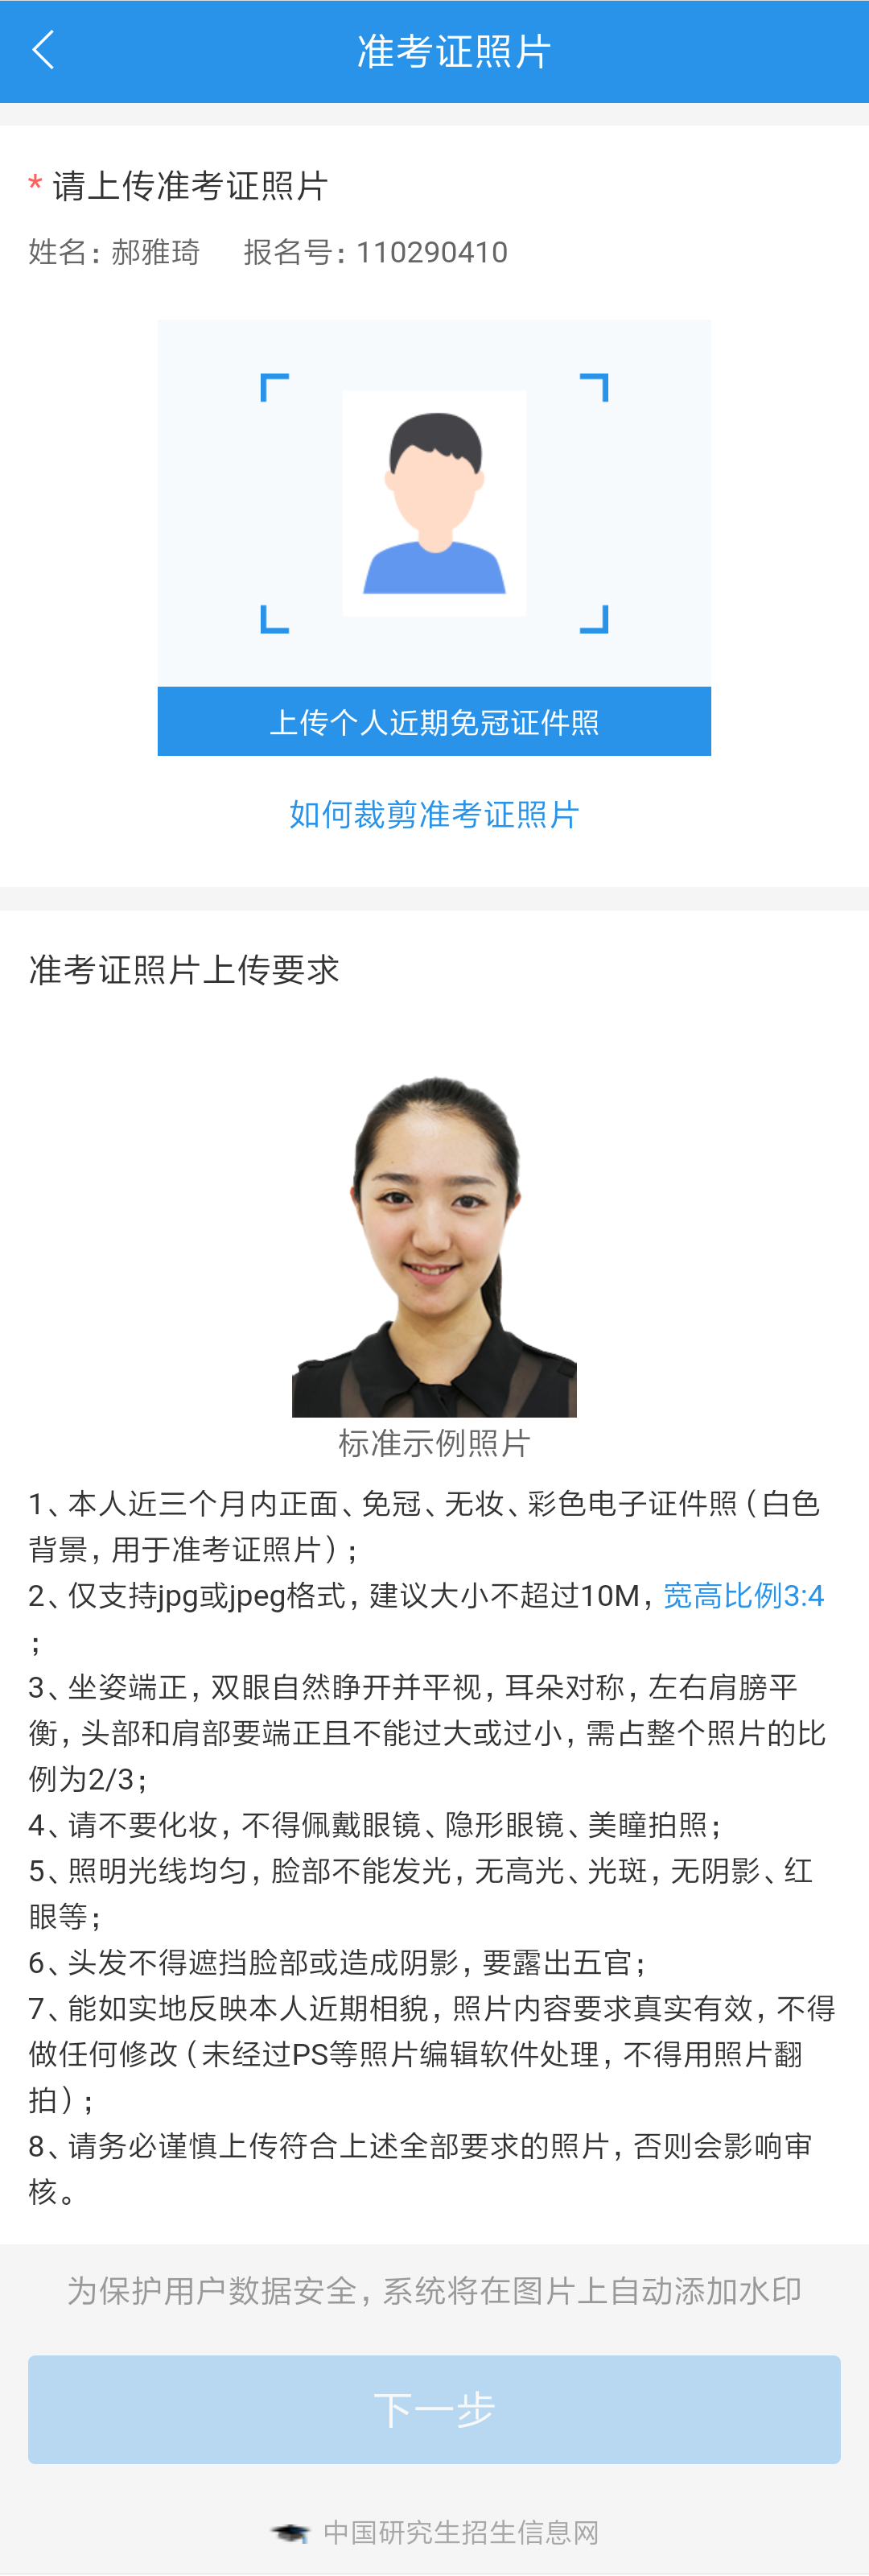 准考证照片
* 请上传准考证照片
姓名：郝雅琦 报名号：110290410
上传个人近期免冠证件照
如何裁剪准考证照片
准考证照片上传要求
标准示例照片
1、本人近三个月内正面、免冠、无妆、彩色电子证件照（白色
背景，用于准考证照片）；
2、仅支持jpg或jpeg格式，建议大小不超过10M，宽高比例3:4
；
3、坐姿端正，双眼自然睁开并平视，耳朵对称，左右肩膀平
衡，头部和肩部要端正且不能过大或过小，需占整个照片的比
例为2/3；
4、请不要化妆，不得佩戴眼镜、隐形眼镜、美瞳拍照；
5、照明光线均匀，脸部不能发光，无高光、光斑，无阴影、红
眼等；
6、头发不得遮挡脸部或造成阴影，要露出五官；
7、能如实地反映本人近期相貌，照片内容要求真实有效，不得
做任何修改（未经过PS等照片编辑软件处理，不得用照片翻
拍）；
8、请务必谨慎上传符合上述全部要求的照片，否则会影响审
核。
为保护用户数据安全，系统将在图片上自动添加水印
下一步
中国研究生招生信息网